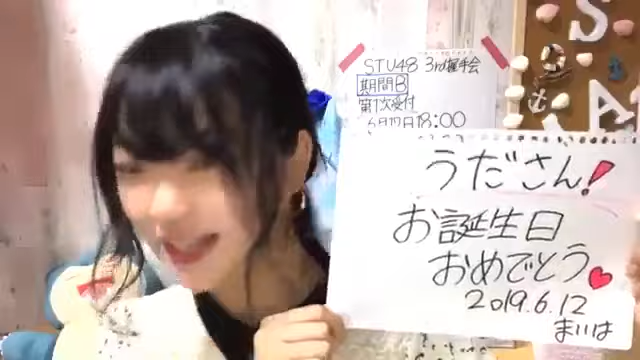 STU48 3rd握手会
期間B
第1次受付
6月12日18:00
うださん!
お誕生日
おめでとう
2019.6.12
まいは